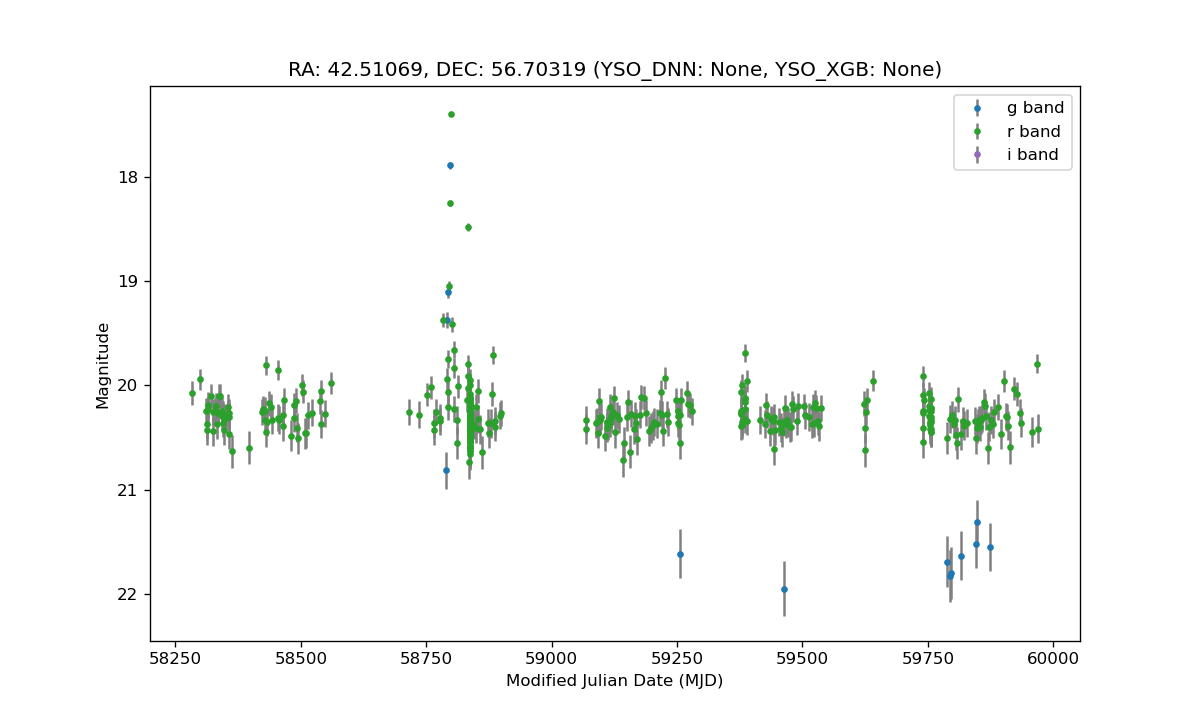 RA: 42.51069, DEC: 56.70319 (YSO_DNN: None, YSO_XGB: None)
g band
r band
i band
18
19
20
21
22
Magnitude
58250 58500 58750 59000 59250 59500 59750 60000
Modified Julian Date (MJD)